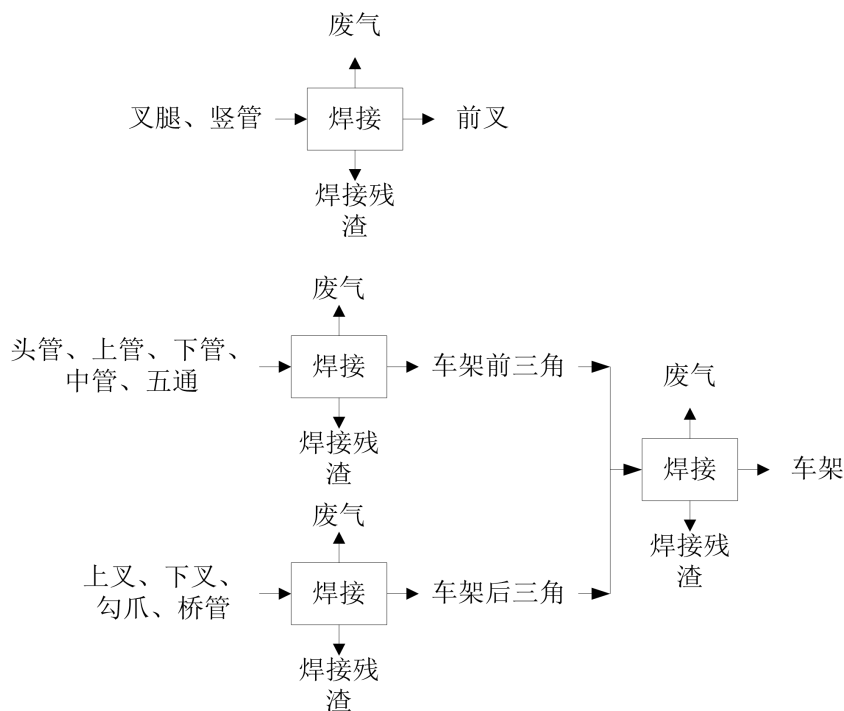 废气
叉腿、竖管
焊接
前叉
焊接残
渣
废气
头管、上管、下管、
中管、五通
焊接
车架前三角
焊接残
渣
废气
焊接
车架
焊接残
渣
废气
上叉、下叉、
勾爪、桥管
焊接
车架后三角
焊接残
渣